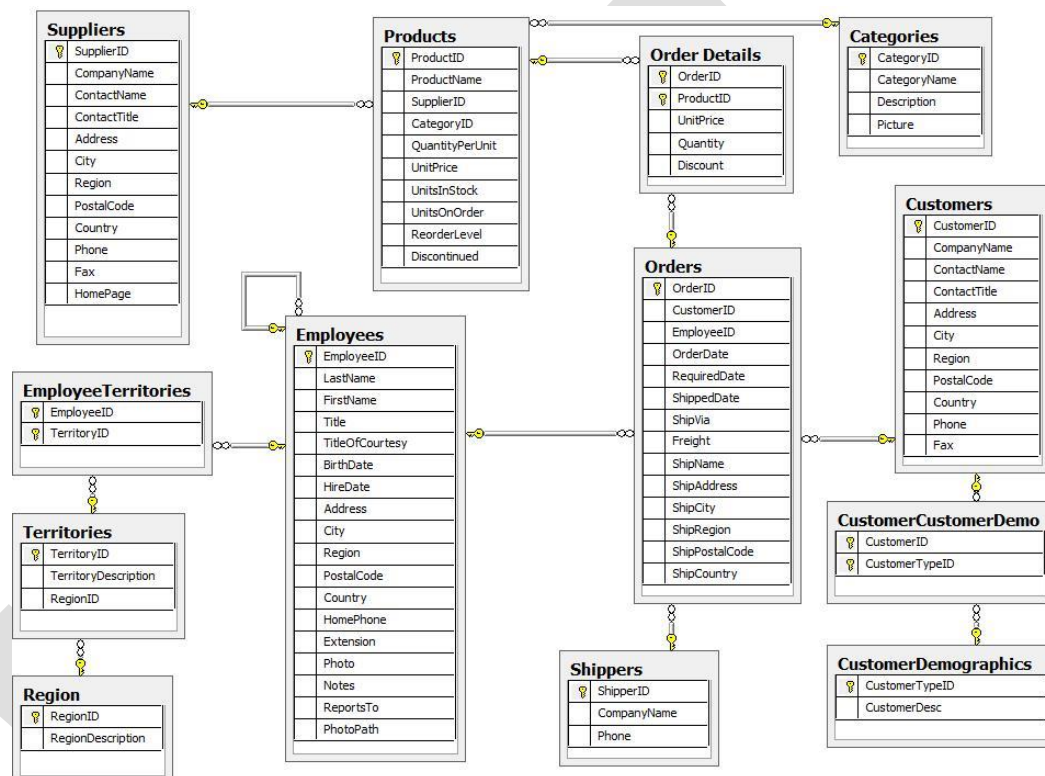 Suppliers
SupplierID
CompanyName
ContactName
ContactTitle
Address
City
Region
PostalCode
Country
Phone
Fax
HomePage
Products
ProductID
ProductName
SupplierID
CategoryID
QuantityPerUnit
UnitPrice
UnitsInStock
UnitsOnOrder
ReorderLevel
Discontinued
Order Details
OrderID
ProductID
UnitPrice
Quantity
Discount
Categories
CategoryID
CategoryName
Description
Picture
Customers
CustomerID
CompanyName
ContactName
ContactTitle
Address
City
Region
PostalCode
Country
Phone
Fax
Orders
OrderID
CustomerID
EmployeeID
OrderDate
RequiredDate
ShippedDate
ShipVia
Freight
ShipName
ShipAddress
ShipCity
ShipRegion
ShipPostalCode
ShipCountry
Employees
EmployeeID
LastName
FirstName
Title
TitleOfCourtesy
BirthDate
HireDate
Address
City
Region
PostalCode
Country
HomePhone
Extension
Photo
Notes
ReportsTo
PhotoPath
EmployeeTerritories
EmployeeID
TerritoryID
Territories
TerritoryID
TerritoryDescription
RegionID
Region
RegionID
RegionDescription
Shippers
ShipperID
CompanyName
Phone
CustomerCustomerDemo
CustomerID
CustomerTypeID
CustomerDemographics
CustomerTypeID
CustomerDesc